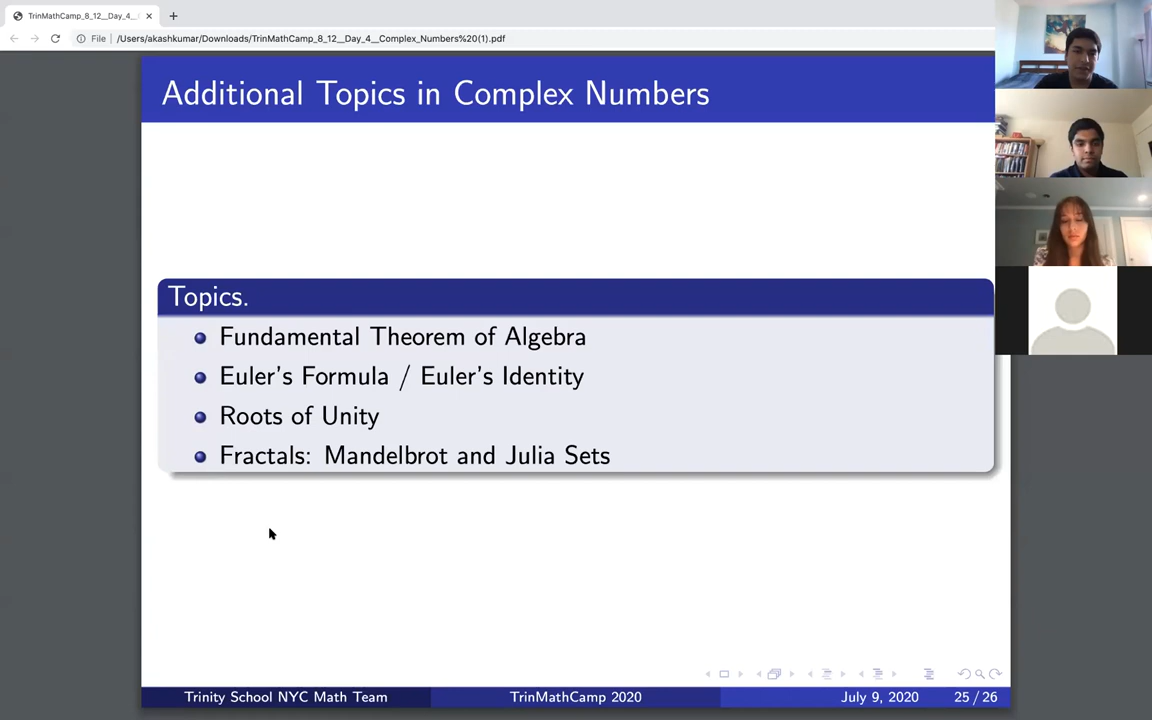 TrinMathCamp_8_12__Day_4_
File
/Users/akashkumar/Downloads/TrinMathCamp_8_12__Day_4__Complex_Numbers%20(1).pdf
Additional Topics in Complex Numbers
Topics.
Fundamental Theorem of Algebra
Euler's Formula / Euler's Identity
Roots of Unity
Fractals: Mandelbrot and Julia Sets
Trinity School NYC Math Team
TrinMathCamp 2020
July 9, 2020
25 / 26